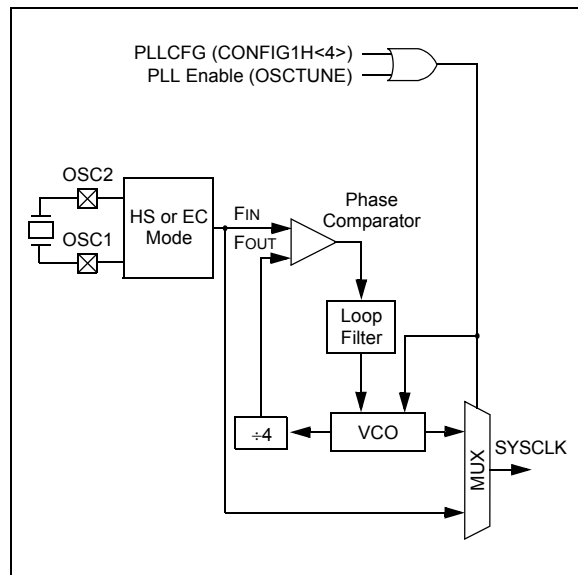 PLLCFG (CONFIG1H<4>)
PLL Enable (OSCTUNE)
OSC2
OSC1
HS or EC
Mode
FIN
FOUT
Phase
Comparator
Loop
Filter
÷4
VCO
MUX
SYSCLK